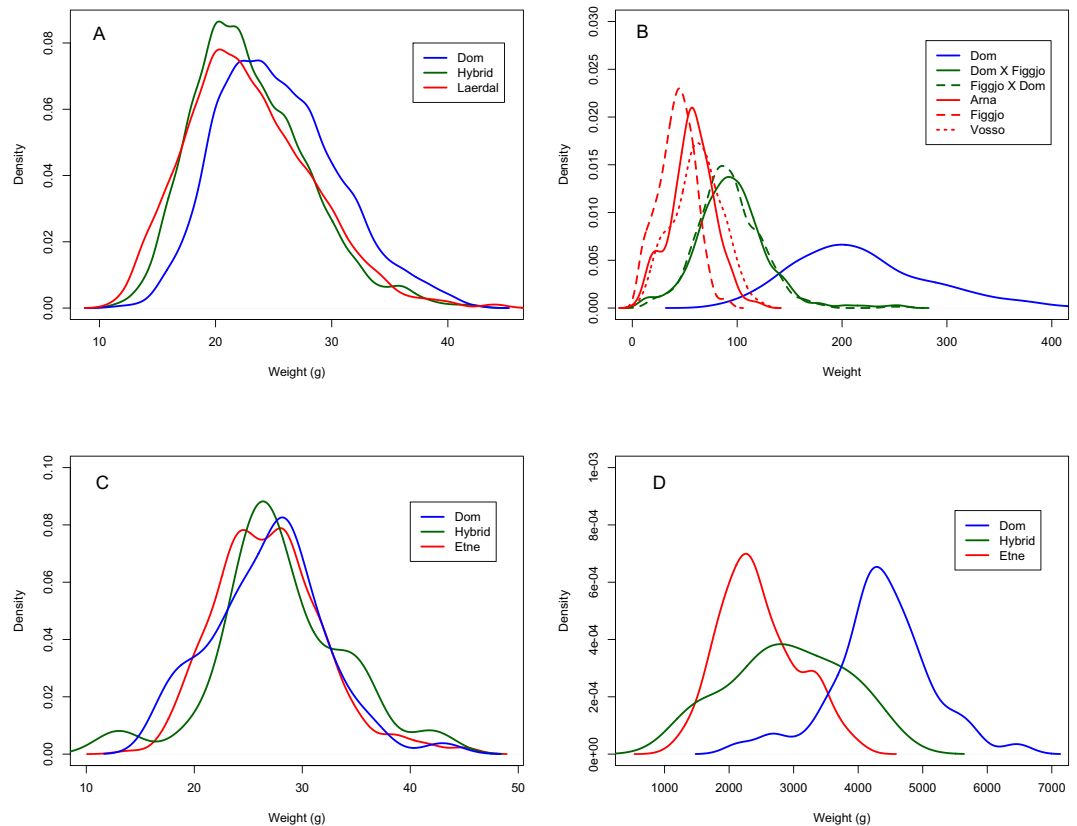 A
Dom
Hybrid
Laerdal
Density
0.00 0.02 0.04 0.06 0.08
10 20 30 40
Weight (g)
B
Dom
Dom X Figgjo
Figgjo X Dom
Arna
Figgjo
Vosso
Density
0.000 0.005 0.010 0.015 0.020 0.025 0.030
0 100 200 300 400
Weight
C
Dom
Hybrid
Etne
Density
0.00 0.02 0.04 0.06 0.08 0.10
10 20 30 40 50
Weight (g)
D
Dom
Hybrid
Etne
Density
0e+00 2e-04 4e-04 6e-04 8e-04 1e-03
1000 2000 3000 4000 5000 6000 7000
Weight (g)